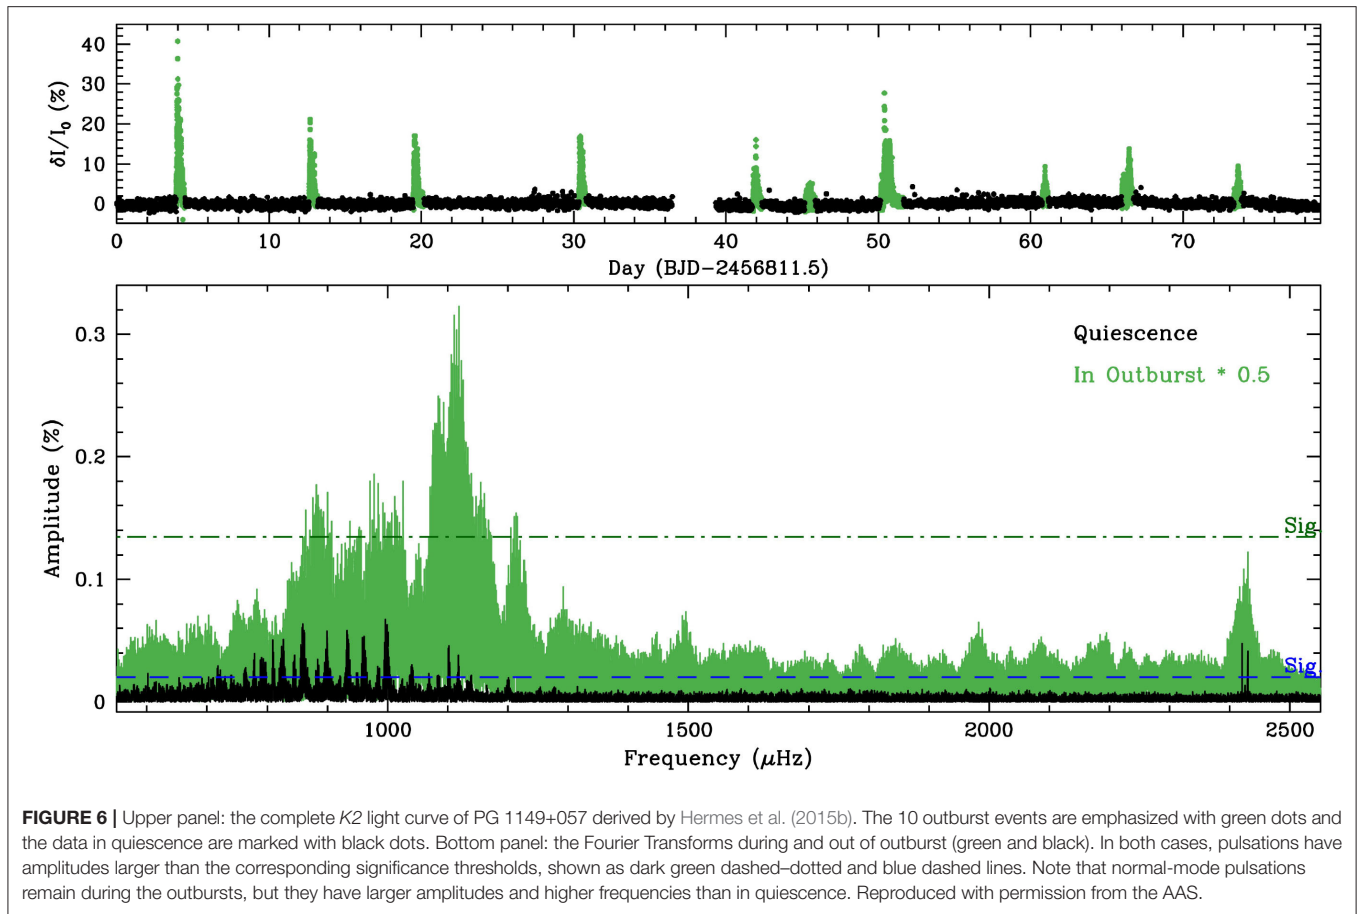 40
30
20
10
0
δI/I₀ (%)
0 10 20 30 40 50 60 70
Day (BJD−2456811.5)
0.3
0.2
0.1
0
Amplitude (%)
Quiescence
In Outburst * 0.5
Sig.
Sig.
1000 1500 2000 2500
Frequency (μHz)
FIGURE 6 | Upper panel: the complete K2 light curve of PG 1149+057 derived by Hermes et al. (2015b). The 10 outburst events are emphasized with green dots and
the data in quiescence are marked with black dots. Bottom panel: the Fourier Transforms during and out of outburst (green and black). In both cases, pulsations have
amplitudes larger than the corresponding significance thresholds, shown as dark green dashed–dotted and blue dashed lines. Note that normal-mode pulsations
remain during the outbursts, but they have larger amplitudes and higher frequencies than in quiescence. Reproduced with permission from the AAS.